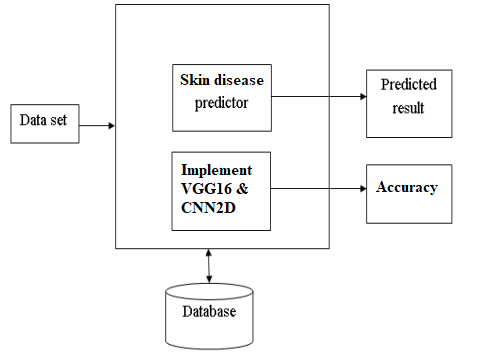 Data set
Skin disease
predictor
Predicted
result
Implement
VGG16 &
CNN2D
Accuracy
Database